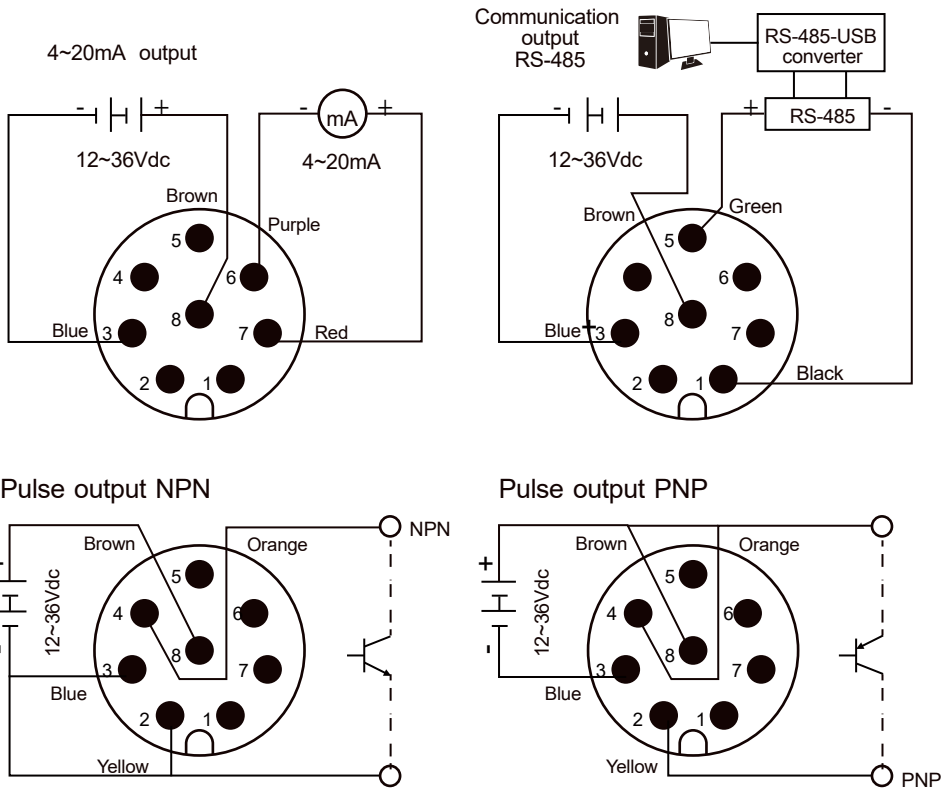 4~20mA output
- +
12~36Vdc
- mA +
4~20mA
Brown
Purple
5
4
6
8
Blue
3
7
Red
2
1
Communication
output
RS-485
RS-485-USB
converter
- +
12~36Vdc
+ RS-485 -
Brown
Green
5
6
8
Blue
+
3
7
2
1
Black
Pulse output NPN
Brown
Orange
NPN
12~36Vdc
5
4
6
8
3
7
Blue
2
1
Yellow
Pulse output PNP
+
-
12~36Vdc
Brown
Orange
5
4
6
8
3
7
Blue
2
1
Yellow
PNP